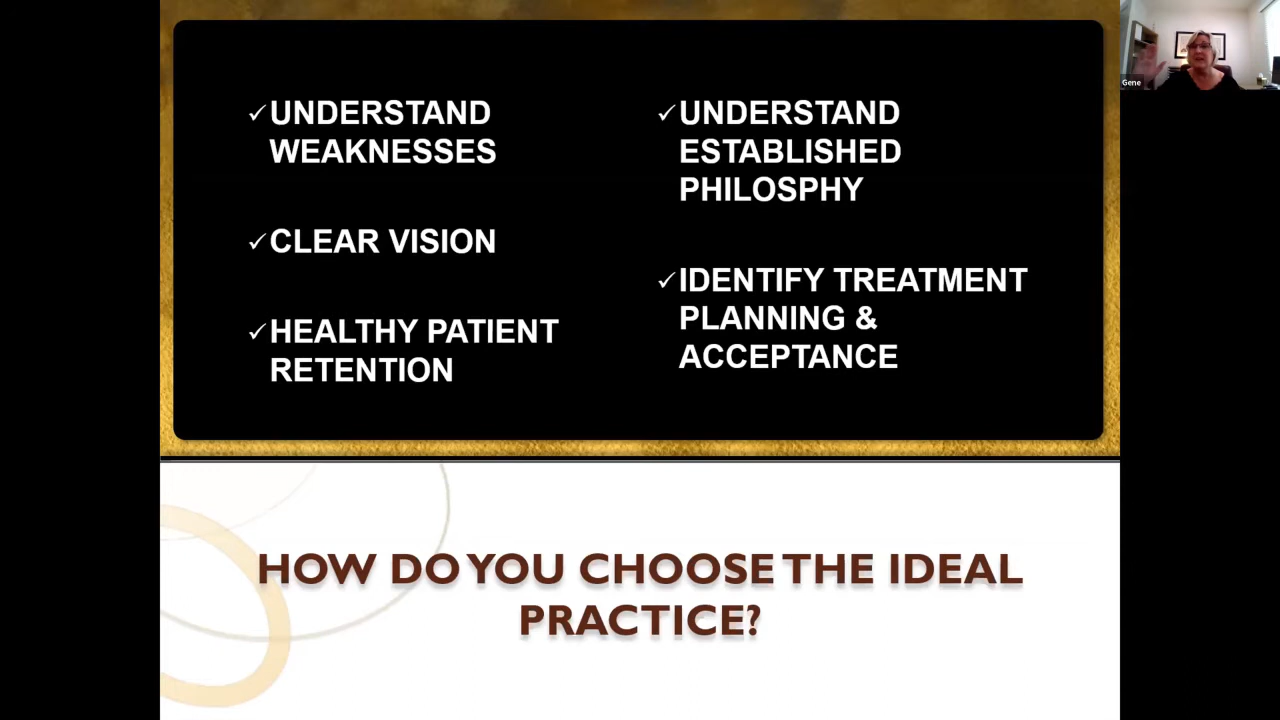 ✓UNDERSTAND
WEAKNESSES
✓CLEAR VISION
✓HEALTHY PATIENT
RETENTION
✓UNDERSTAND
ESTABLISHED
PHILOSPHY
✓IDENTIFY TREATMENT
PLANNING &
ACCEPTANCE
HOW DO YOU CHOOSE THE IDEAL
PRACTICE?
Gene